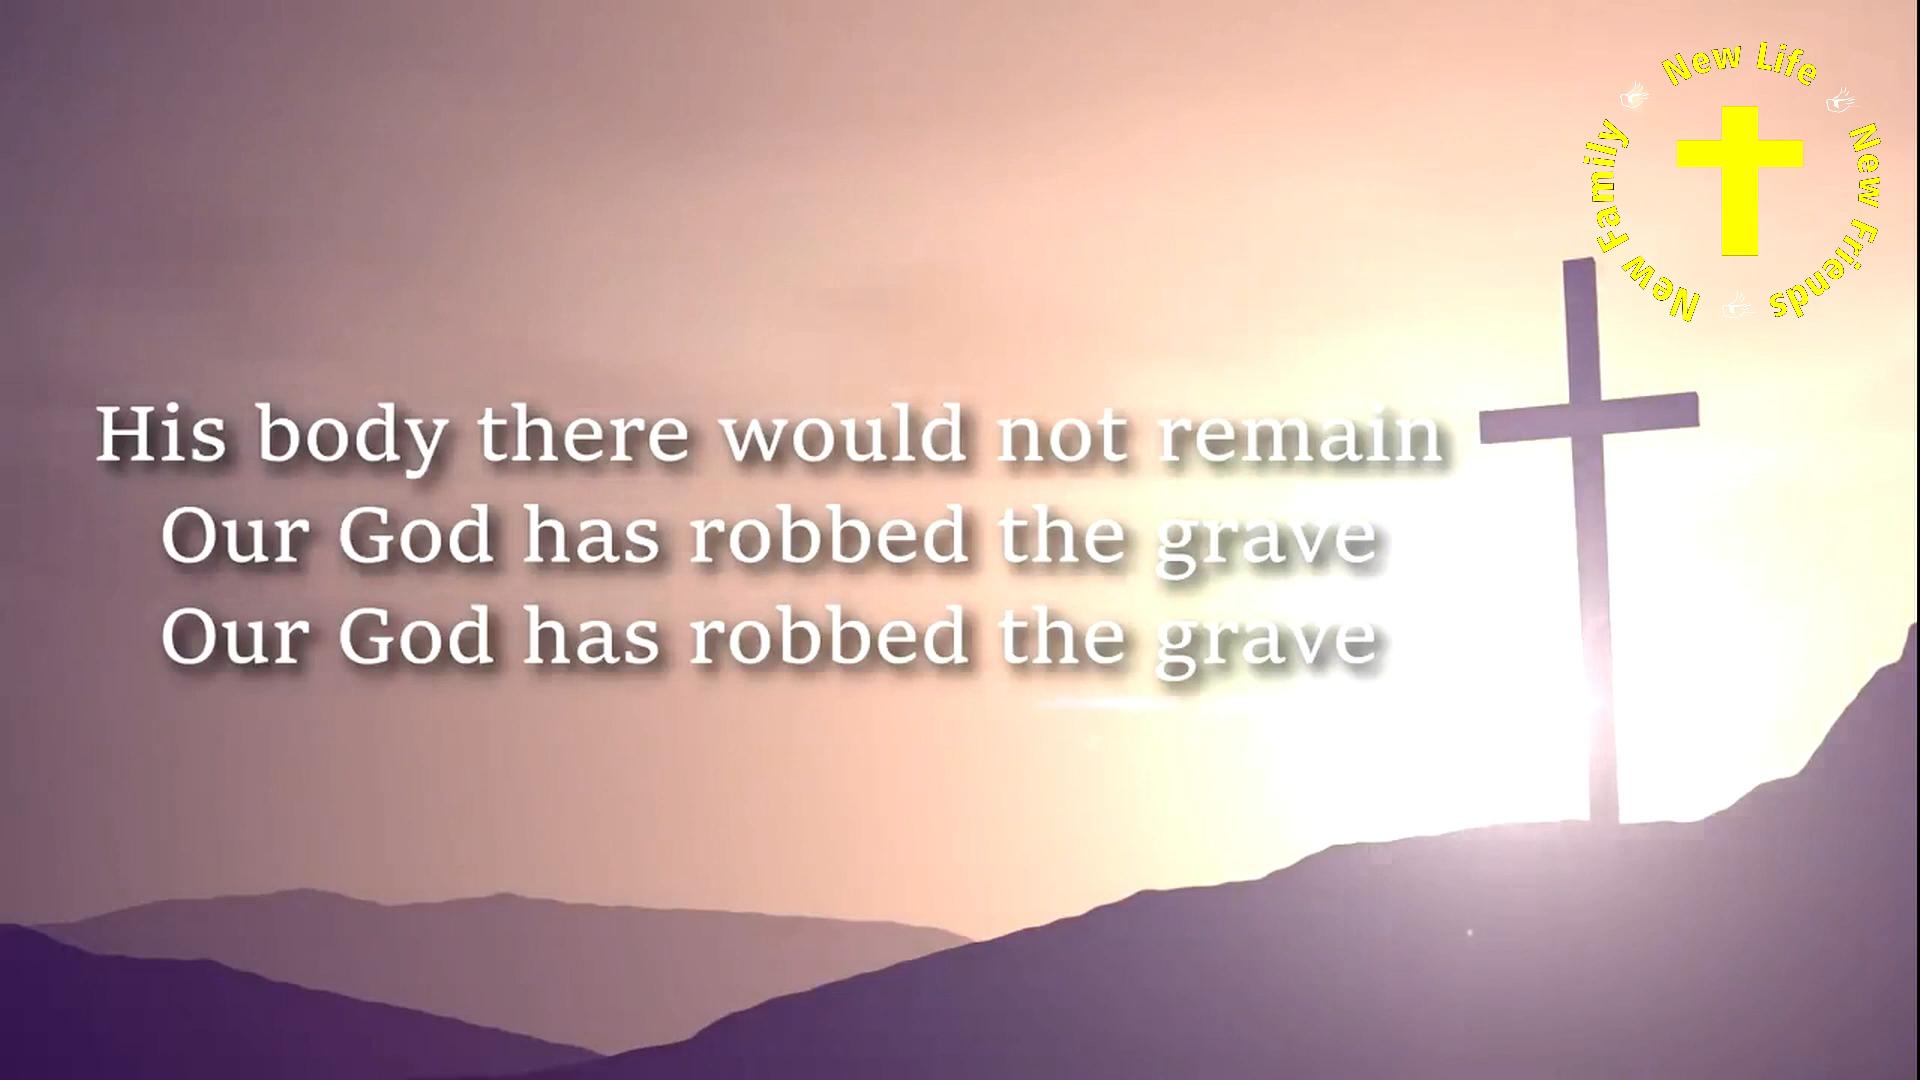 New Life
New Friends
New Family
His body there would not remain
Our God has robbed the grave
Our God has robbed the grave